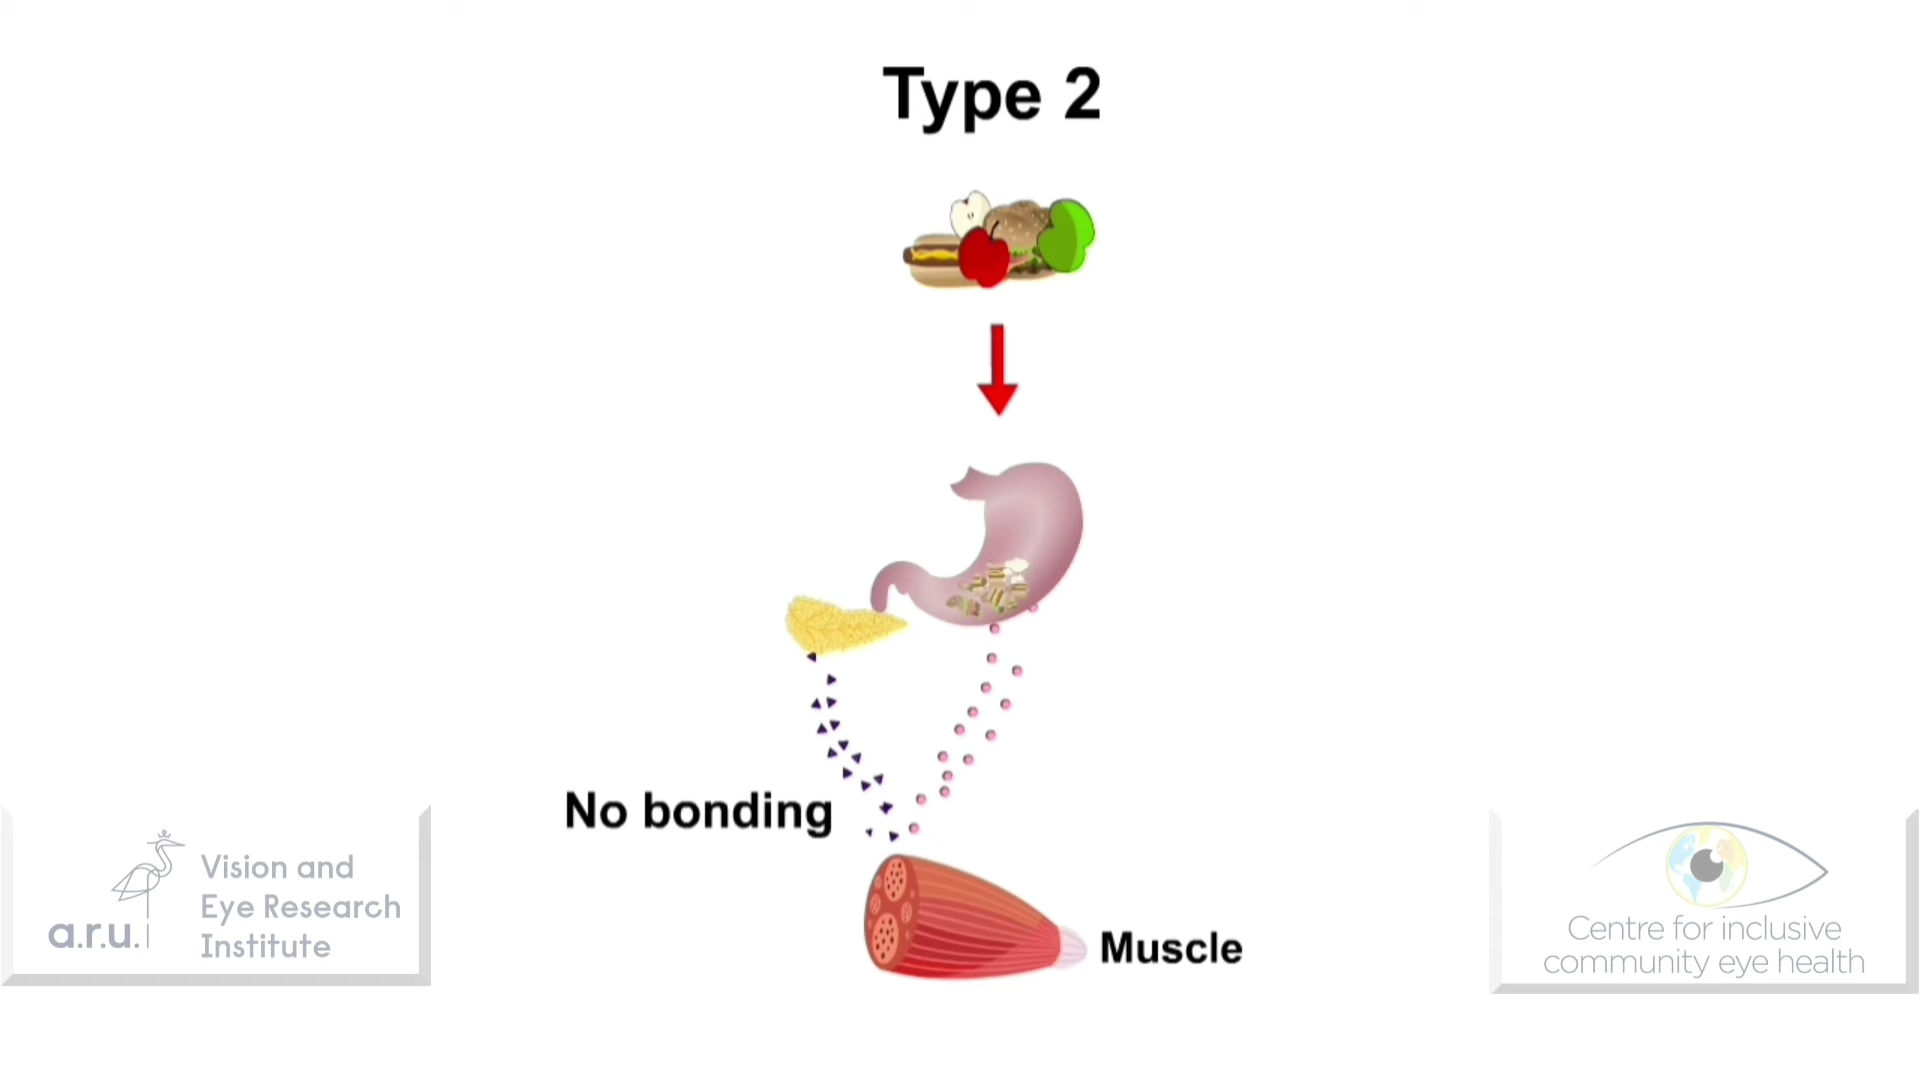 Type 2
No bonding
Muscle
a.r.u.
Vision and
Eye Research
Institute
Centre for inclusive
community eye health